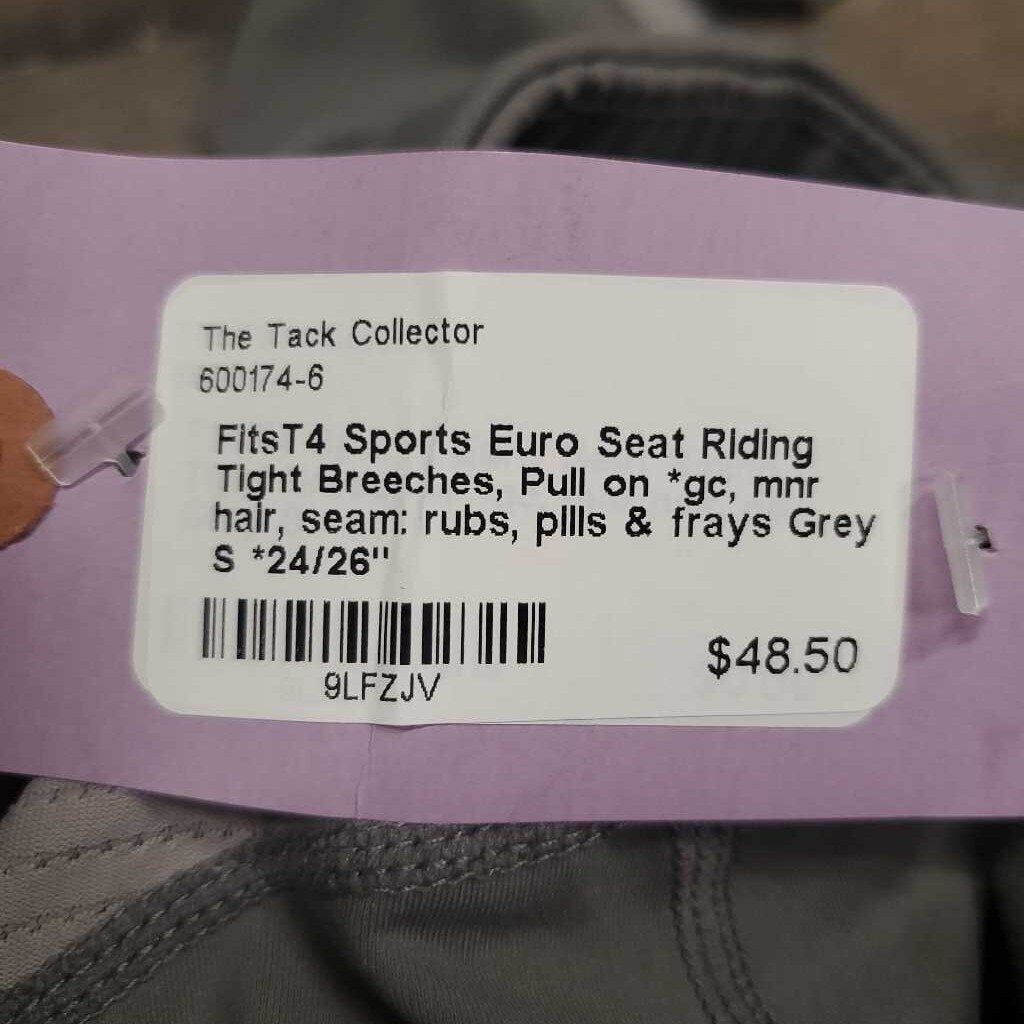 The Tack Collector
600174-6
FitsT4 Sports Euro Seat Riding
Tight Breeches, Pull on *gc, mnr
hair, seam: rubs, pills & frays Grey
S *24/26"
9LFZJV
$48.50